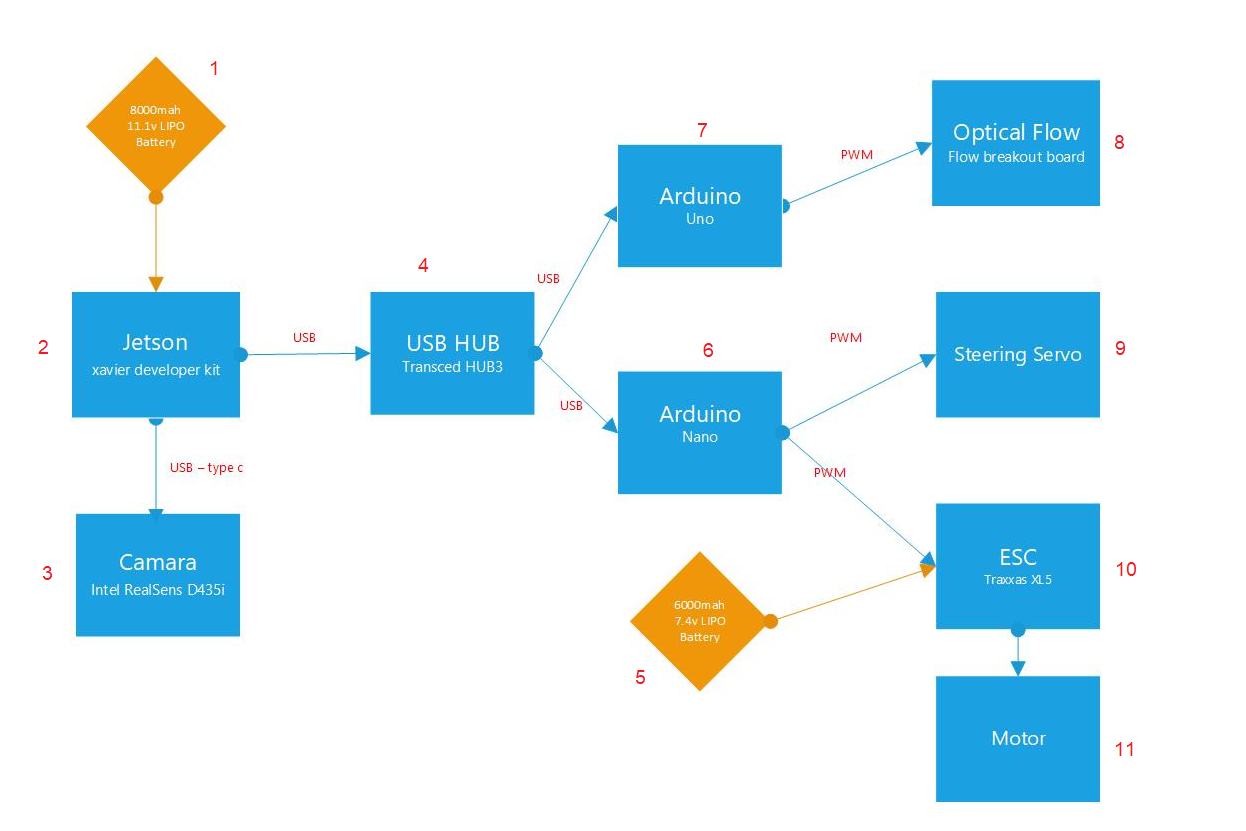 1
8000mah
11.1v LIPO
Battery
2
Jetson
xavier developer kit
USB
USB – type c
3
Camara
Intel RealSens D435i
4
USB HUB
Transced HUB3
USB
USB
7
Arduino
Uno
PWM
8
Optical Flow
Flow breakout board
6
Arduino
Nano
PWM
PWM
9
Steering Servo
5
6000mah
7.4v LIPO
Battery
10
ESC
Traxxas XL5
11
Motor